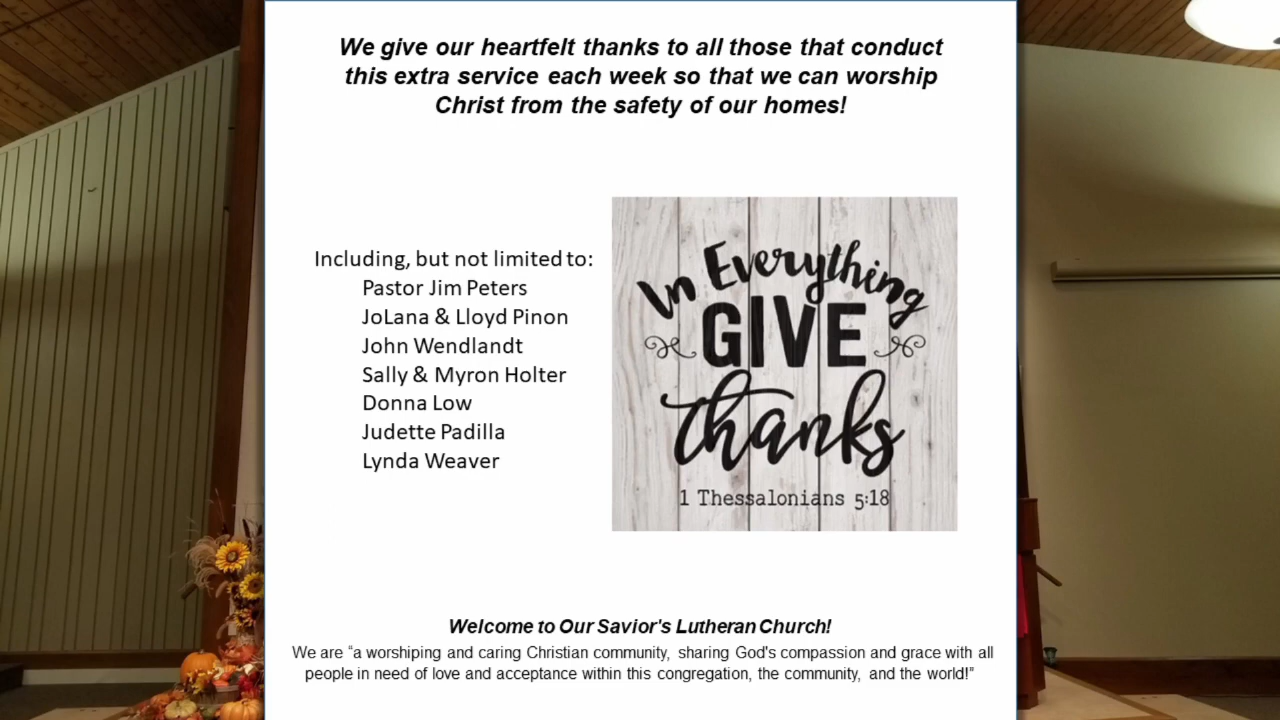 We give our heartfelt thanks to all those that conduct
this extra service each week so that we can worship
Christ from the safety of our homes!
Including, but not limited to:
Pastor Jim Peters
JoLana & Lloyd Pinon
John Wendlandt
Sally & Myron Holter
Donna Low
Judette Padilla
Lynda Weaver
In Everything
GIVE
thanks
1 Thessalonians 5:18
Welcome to Our Savior's Lutheran Church!
We are “a worshiping and caring Christian community, sharing God's compassion and grace with all
people in need of love and acceptance within this congregation, the community, and the world!”